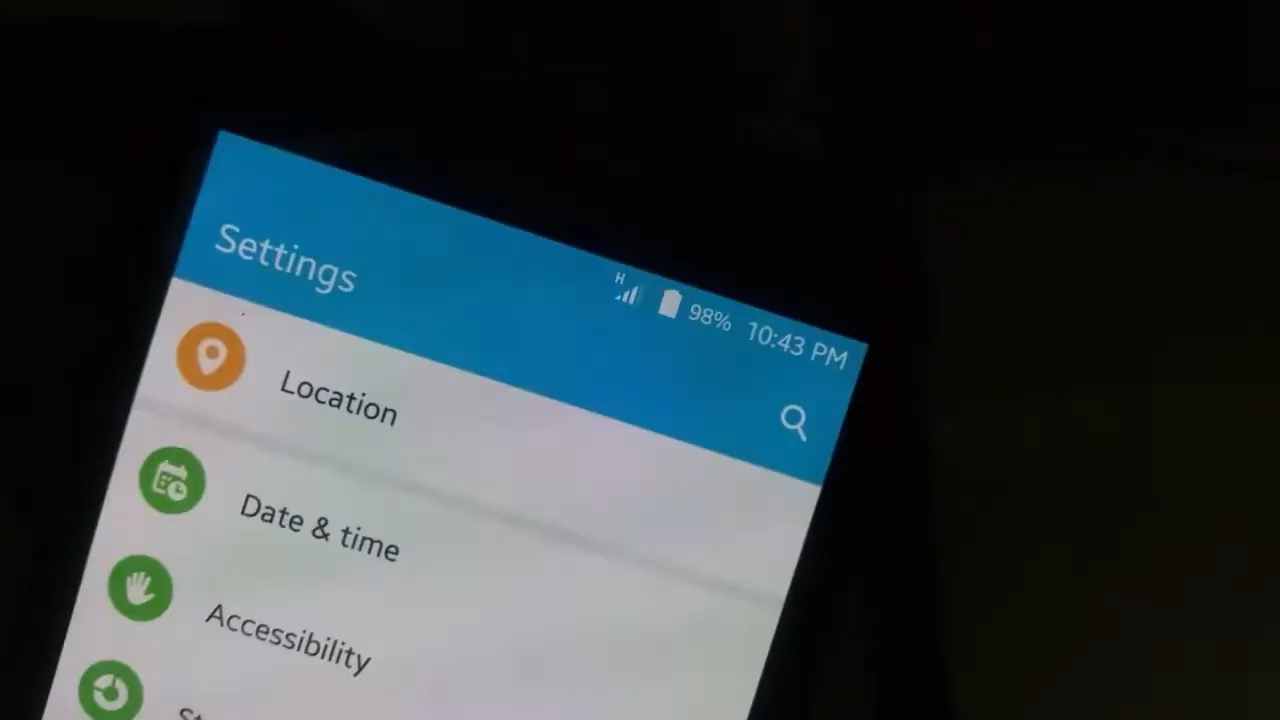 H 98% 10:43 PM
Settings
Location
Date & time
Accessibility